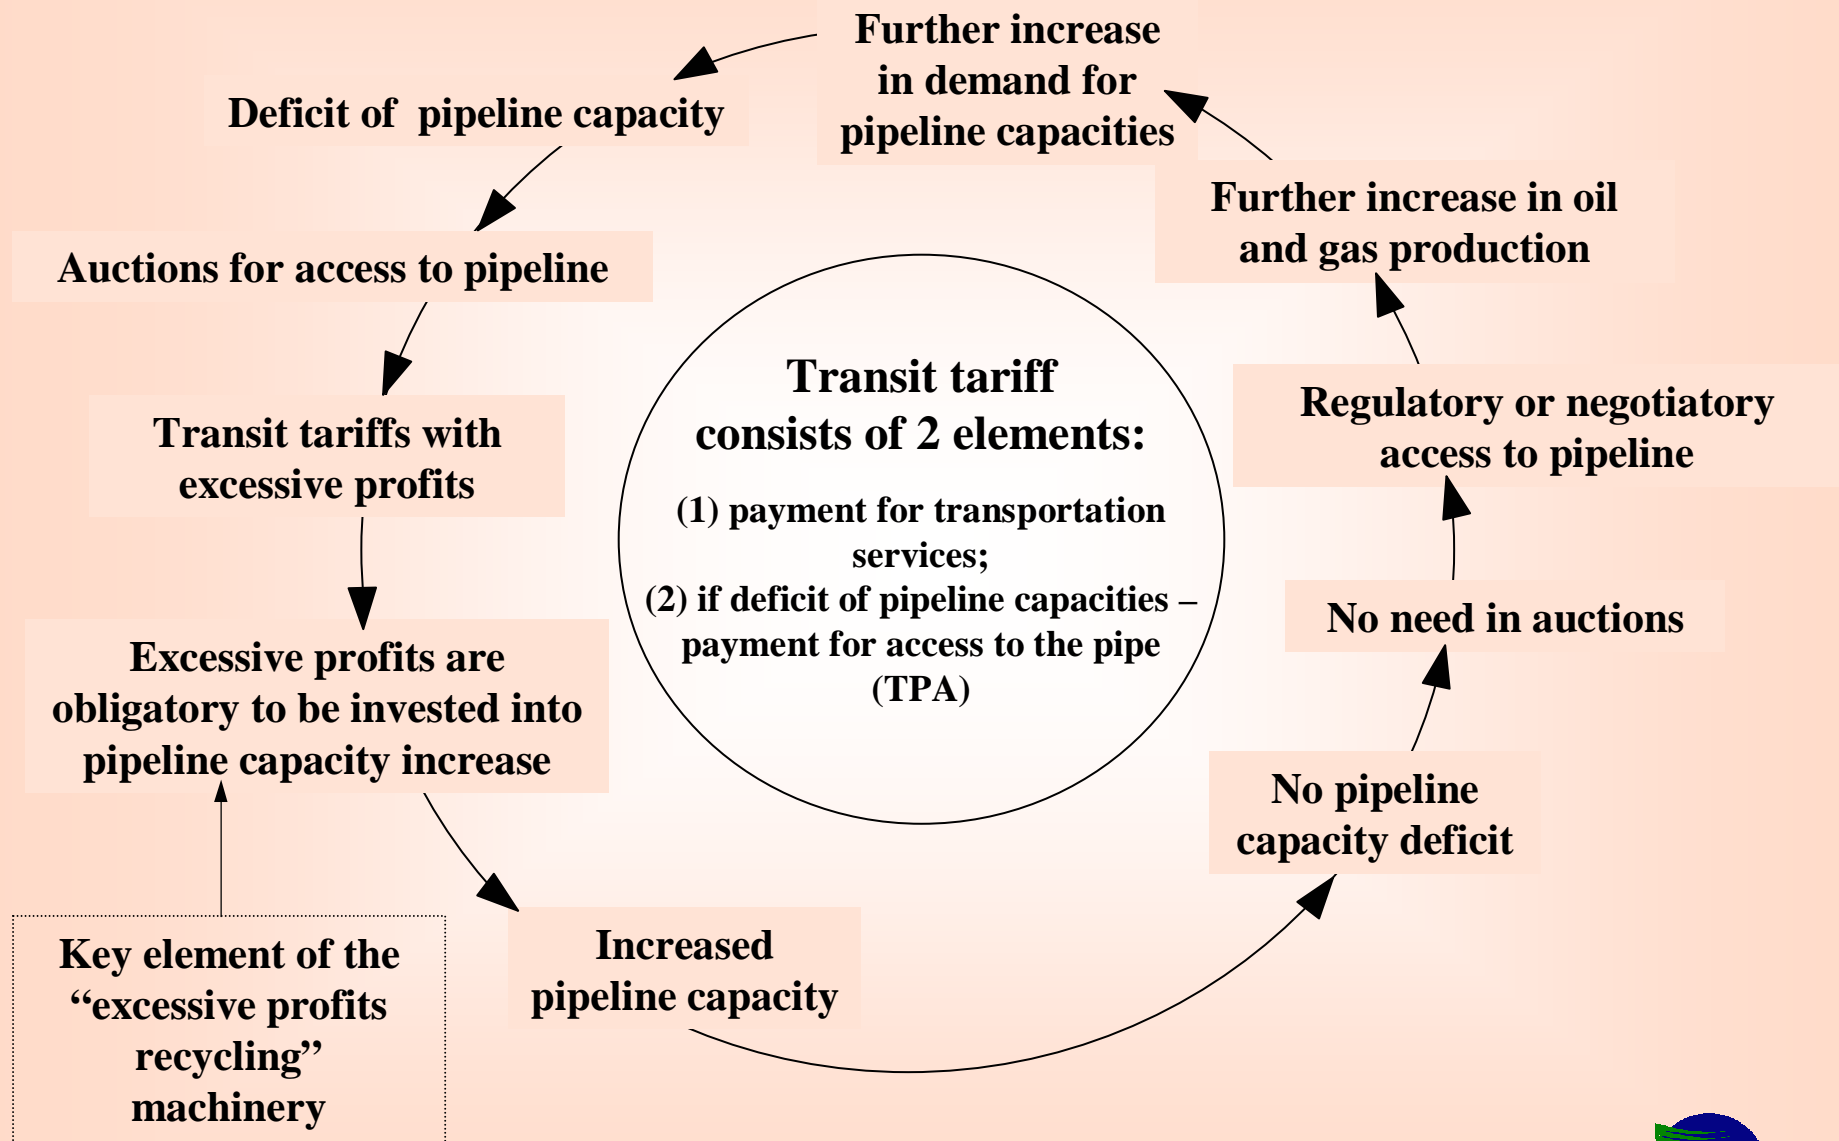 Further increase
in demand for
pipeline capacities
Deficit of pipeline capacity
Auctions for access to pipeline
Transit tariffs with
excessive profits
Excessive profits are
obligatory to be invested into
pipeline capacity increase
Key element of the
“excessive profits
recycling”
machinery
Increased
pipeline capacity
No pipeline
capacity deficit
No need in auctions
Regulatory or negotiatory
access to pipeline
Further increase in oil
and gas production
Transit tariff
consists of 2 elements:
(1) payment for transportation
services;
(2) if deficit of pipeline capacities –
payment for access to the pipe
(TPA)